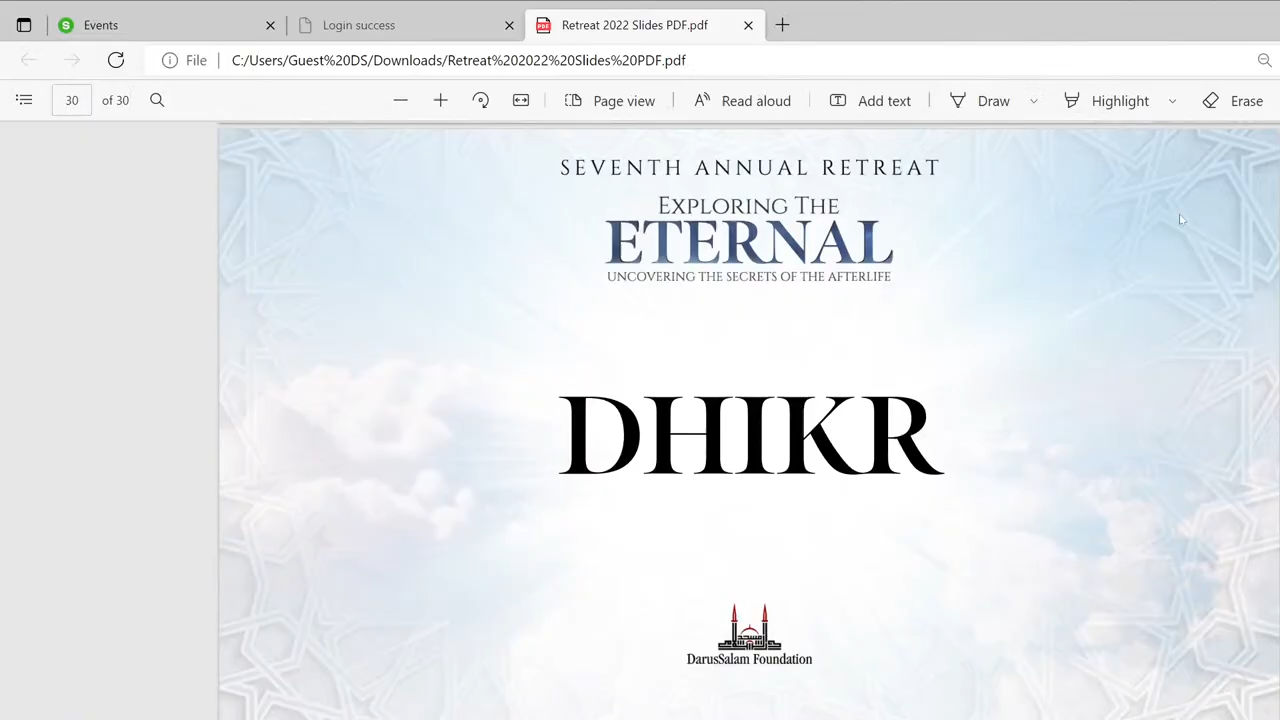 Events
Login success
Retreat 2022 Slides PDF.pdf
File
C:/Users/Guest%20DS/Downloads/Retreat%202022%20Slides%20PDF.pdf
30 of 30
Page view
Read aloud
Add text
Draw
Highlight
Erase
SEVENTH ANNUAL RETREAT
EXPLORING THE
ETERNAL
UNCOVERING THE SECRETS OF THE AFTERLIFE
DHIKR
DarusSalam Foundation